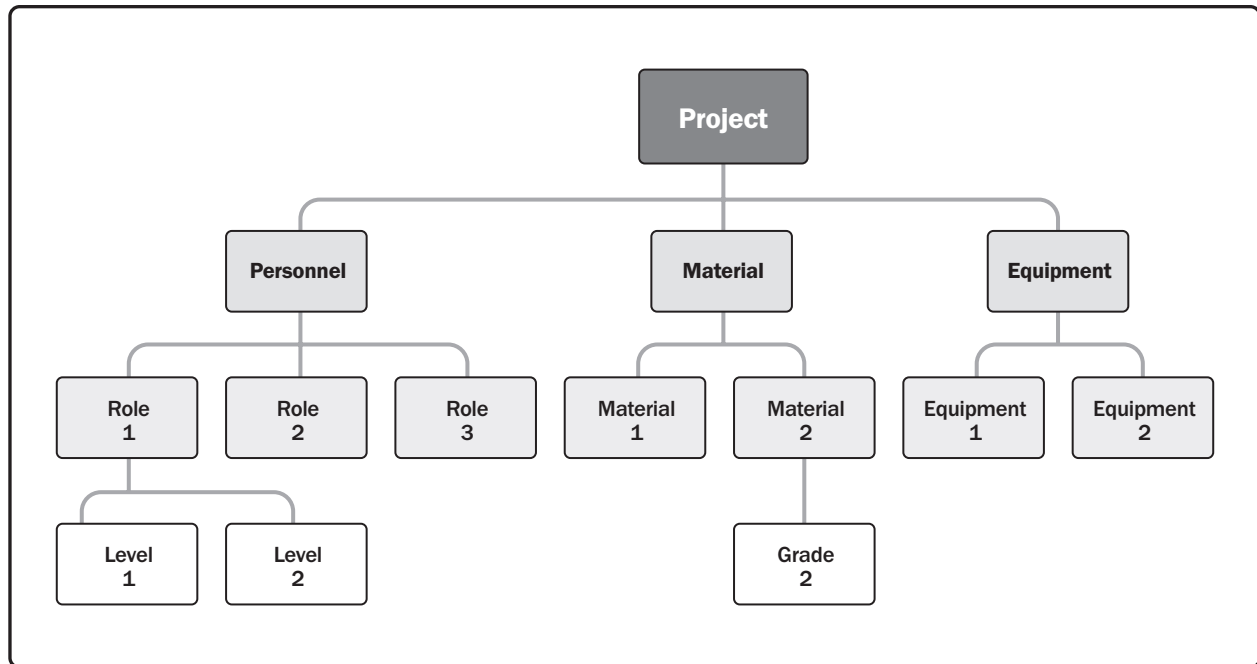 Project
Personnel
Material
Equipment
Role
1
Role
2
Role
3
Material
1
Material
2
Equipment
1
Equipment
2
Level
1
Level
2
Grade
2